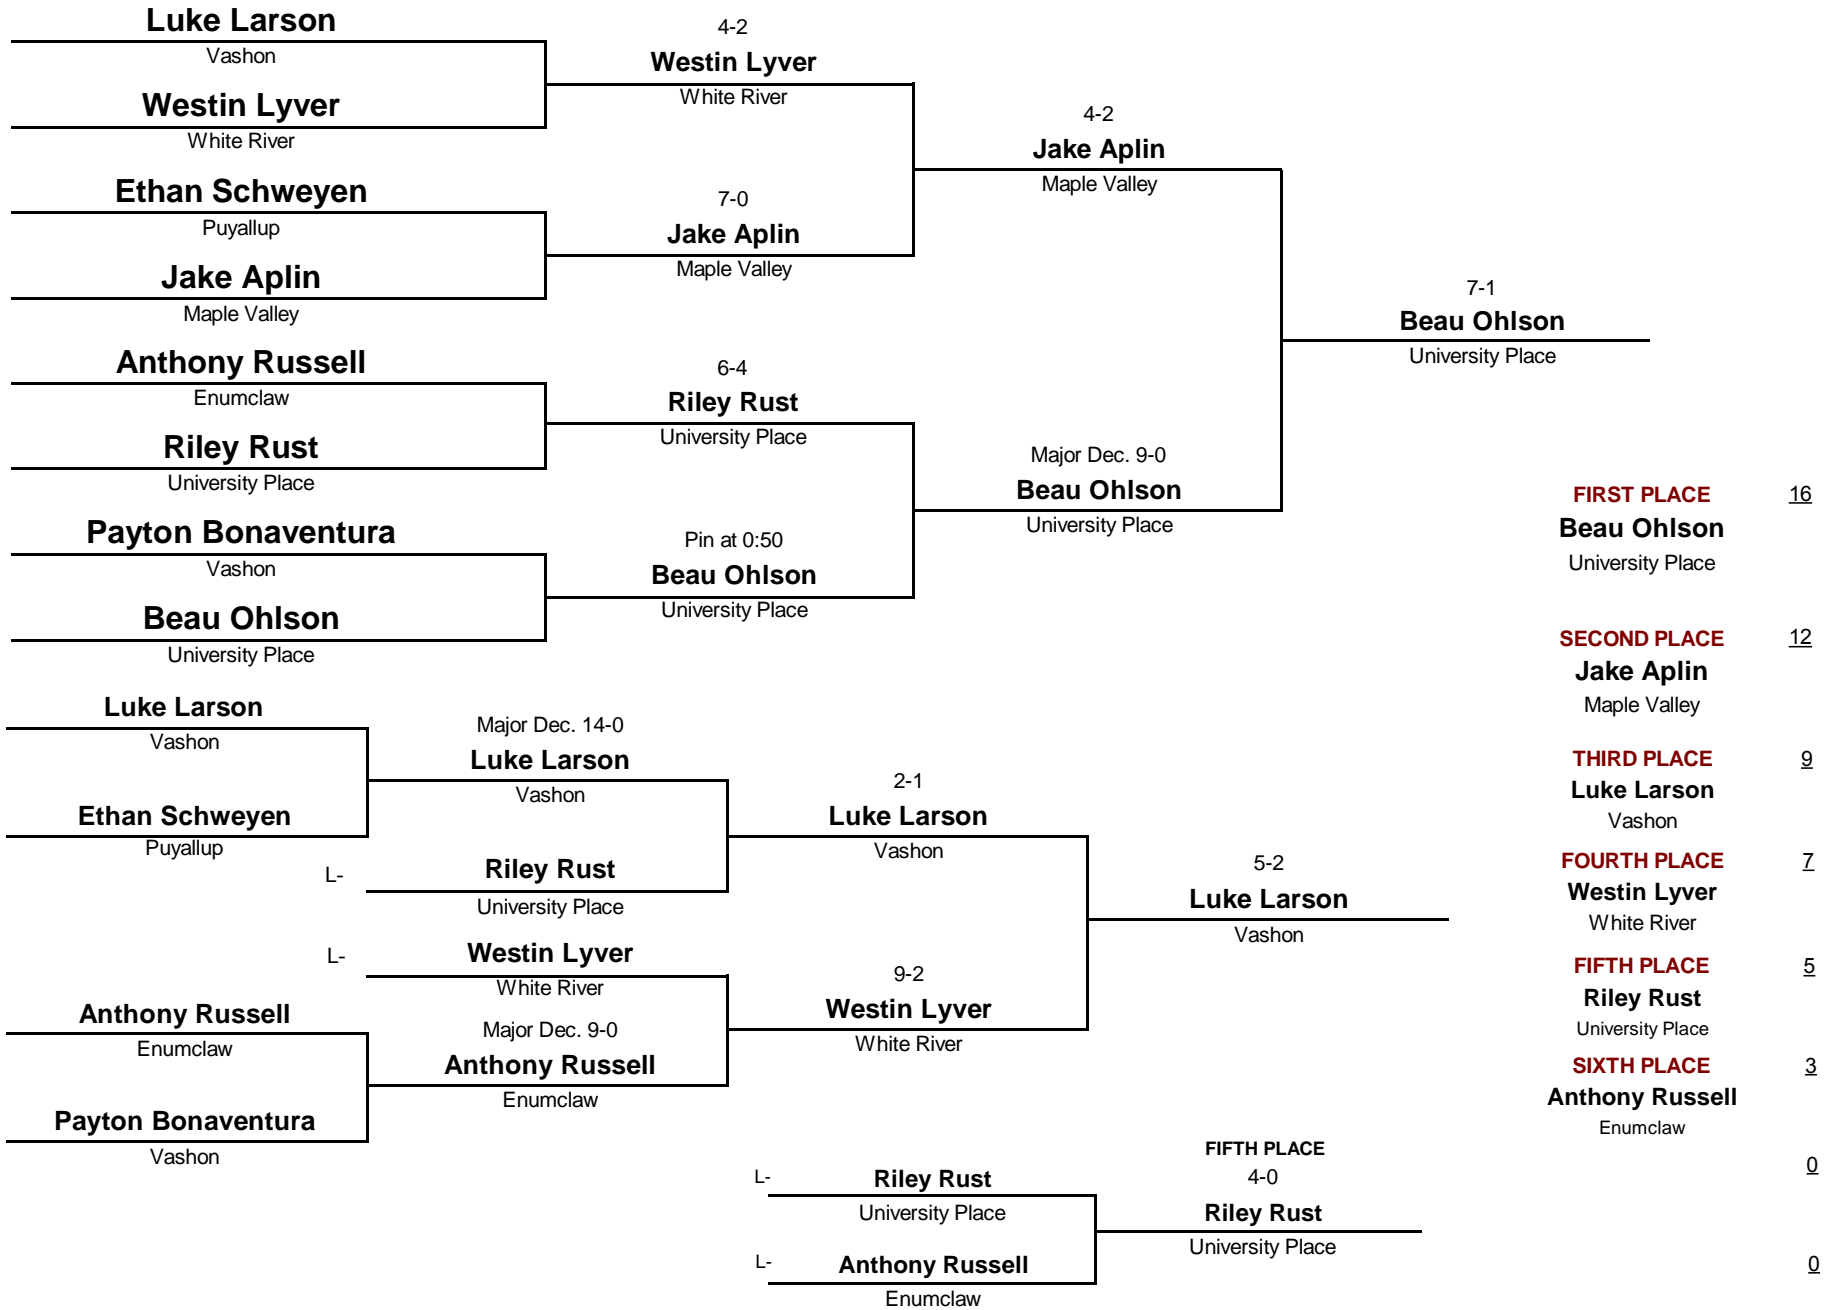 Luke Larson
Vashon
Westin Lyver
White River
Ethan Schweyen
Puyallup
Jake Aplin
Maple Valley
Anthony Russell
Enumclaw
Riley Rust
University Place
Payton Bonaventura
Vashon
Beau Ohlson
University Place
4-2
Westin Lyver
White River
7-0
Jake Aplin
Maple Valley
6-4
Riley Rust
University Place
Pin at 0:50
Beau Ohlson
University Place
4-2
Jake Aplin
Maple Valley
Major Dec. 9-0
Beau Ohlson
University Place
7-1
Beau Ohlson
University Place
Luke Larson
Vashon
Ethan Schweyen
Puyallup
Anthony Russell
Enumclaw
Payton Bonaventura
Vashon
Major Dec. 14-0
Luke Larson
Vashon
L- Riley Rust
University Place
L- Westin Lyver
White River
Major Dec. 9-0
Anthony Russell
Enumclaw
2-1
Luke Larson
Vashon
9-2
Westin Lyver
White River
5-2
Luke Larson
Vashon
L- Riley Rust
University Place
L- Anthony Russell
Enumclaw
FIFTH PLACE
4-0
Riley Rust
University Place
FIRST PLACE 16
Beau Ohlson
University Place
SECOND PLACE 12
Jake Aplin
Maple Valley
THIRD PLACE 9
Luke Larson
Vashon
FOURTH PLACE 7
Westin Lyver
White River
FIFTH PLACE 5
Riley Rust
University Place
SIXTH PLACE 3
Anthony Russell
Enumclaw
0
0